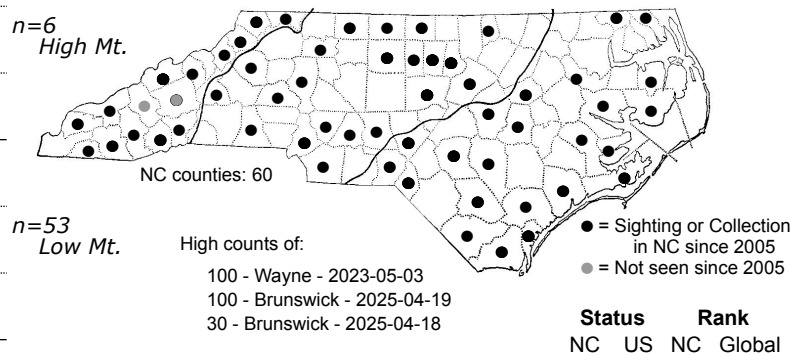 n=6
High Mt.
NC counties: 60
n=53
Low Mt.
High counts of:
100 - Wayne - 2023-05-03
100 - Brunswick - 2025-04-19
30 - Brunswick - 2025-04-18
= Sighting or Collection
in NC since 2005
= Not seen since 2005
Status Rank
NC US NC Global